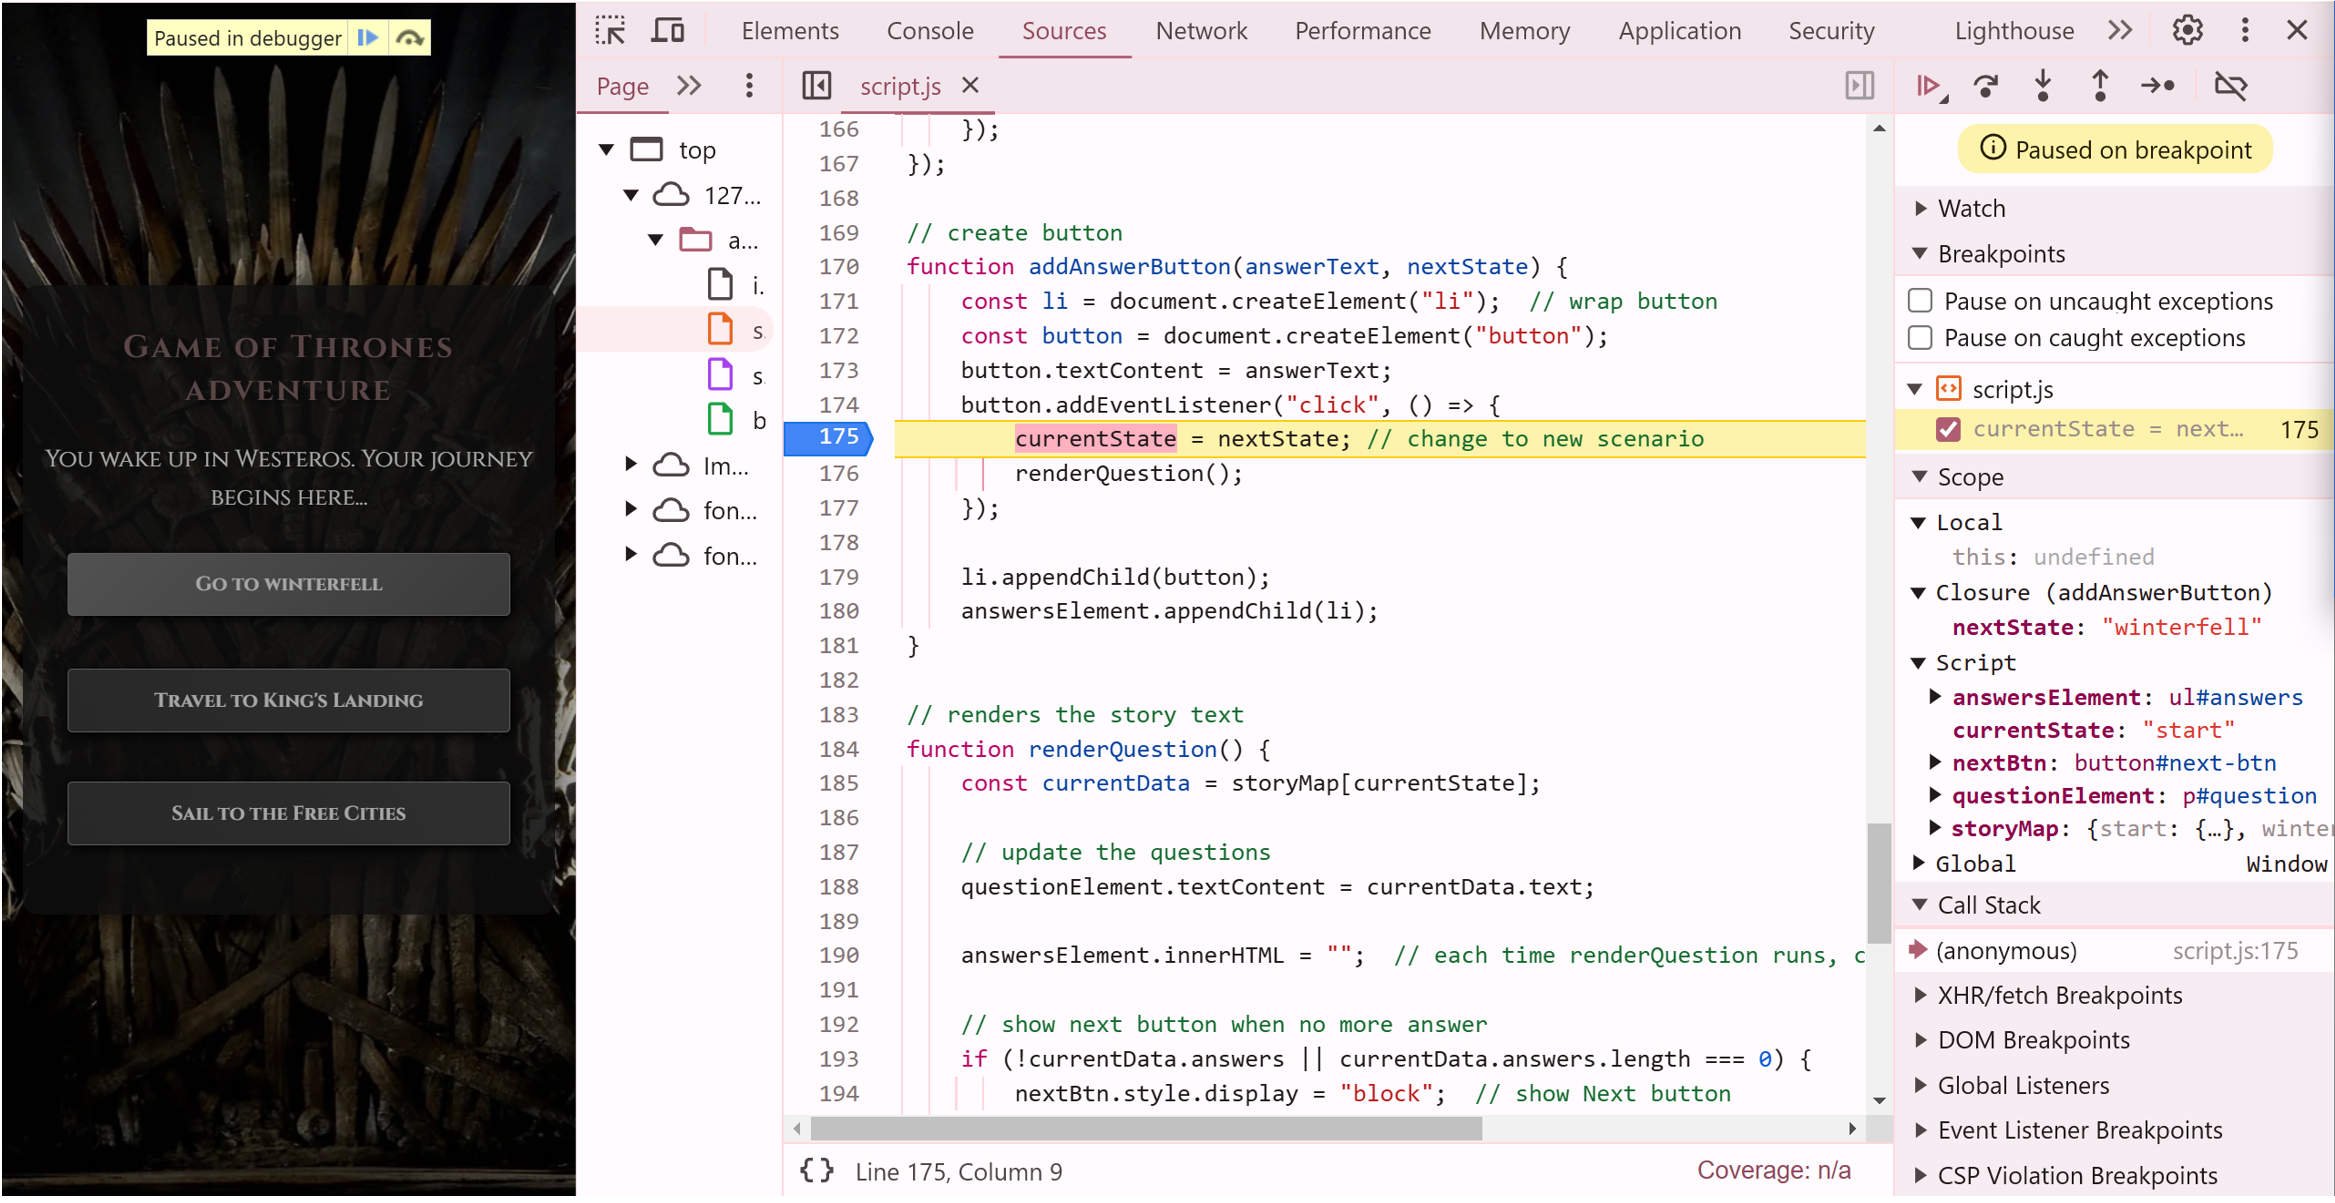 Paused in debugger
Game of Thrones
Adventure
You wake up in Westeros. Your journey
begins here...
Go to winterfell
Travel to King's Landing
Sail to the Free Cities
Elements Console Sources Network Performance Memory Application Security Lighthouse
Page
top
127...
a...
i.
s.
s.
b
Im...
fon...
fon...
script.js
166 });
167 });
168
169 // create button
170 function addAnswerButton(answerText, nextState) {
171 const li = document.createElement("li");  // wrap button
172 const button = document.createElement("button");
173 button.textContent = answerText;
174 button.addEventListener("click", () => {
175 currentState = nextState; // change to new scenario
176 renderQuestion();
177 });
178
179 li.appendChild(button);
180 answersElement.appendChild(li);
181 }
182
183 // renders the story text
184 function renderQuestion() {
185 const currentData = storyMap[currentState];
186
187 // update the questions
188 questionElement.textContent = currentData.text;
189
190 answersElement.innerHTML = "";  // each time renderQuestion runs, c
191
192 // show next button when no more answer
193 if (!currentData.answers || currentData.answers.length === 0) {
194 nextBtn.style.display = "block";  // show Next button
{} Line 175, Column 9
Coverage: n/a
Paused on breakpoint
Watch
Breakpoints
Pause on uncaught exceptions
Pause on caught exceptions
script.js
currentState = next… 175
Scope
Local
this: undefined
Closure (addAnswerButton)
nextState: "winterfell"
Script
answersElement: ul#answers
currentState: "start"
nextBtn: button#next-btn
questionElement: p#question
storyMap: {start: {…}, winter
Global Window
Call Stack
(anonymous) script.js:175
XHR/fetch Breakpoints
DOM Breakpoints
Global Listeners
Event Listener Breakpoints
CSP Violation Breakpoints